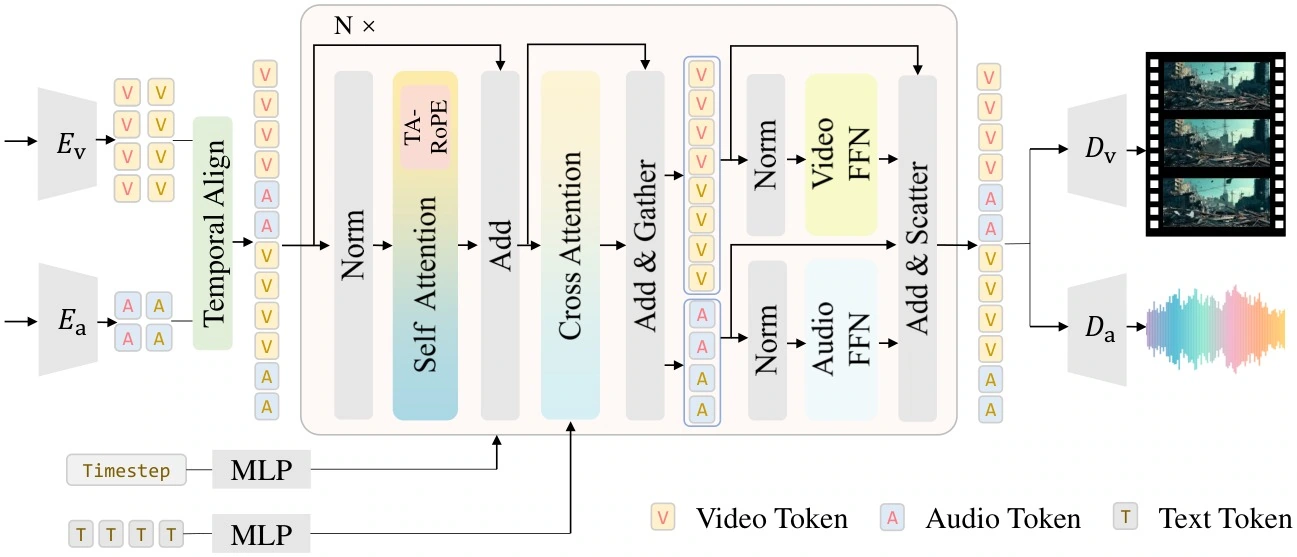 N ×
E_v
V V
V V
V V
V V
E_a
A A
A A
Temporal Align
V
V
V
V
A
A
V
V
V
V
A
A
Norm
TA-
RoPE
Self Attention
Add
Cross Attention
Add & Gather
V
V
V
V
V
V
V
V
A
A
A
A
Norm
Video
FFN
Norm
Audio
FFN
Add & Scatter
V
V
V
V
A
A
V
V
V
V
A
A
D_v
D_a
Timestep
MLP
T T T T
MLP
V Video Token
A Audio Token
T Text Token